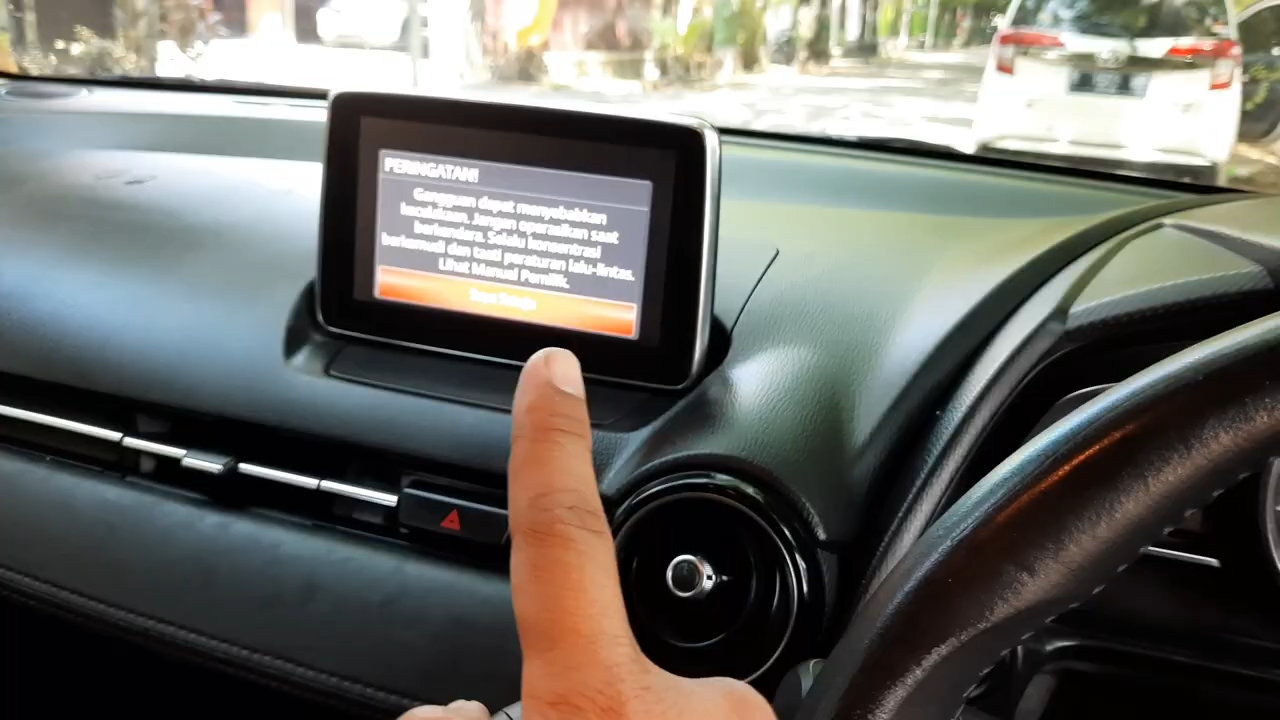 PERINGATAN!
Gangguan dapat menyebabkan
kecelakaan. Jangan operasikan saat
berkendara. Selalu konsentrasi
berkemudi dan taati peraturan lalu-lintas.
Lihat Manual Pemilik.